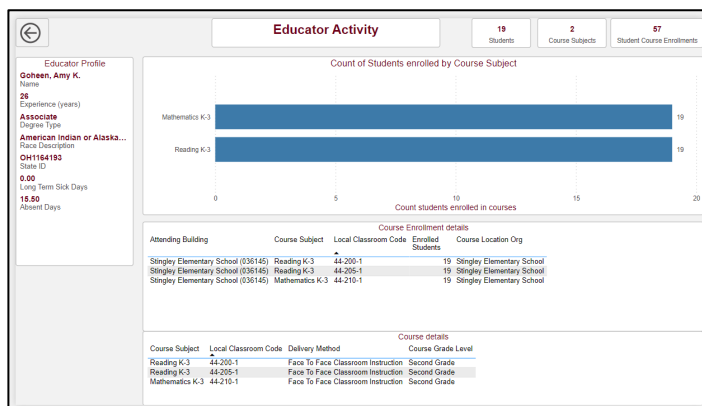 Educator Activity
19
Students
2
Course Subjects
57
Student Course Enrollments
Educator Profile
Goheen, Amy K.
Name
26
Experience (years)
Associate
Degree Type
American Indian or Alaska...
Race Description
OH1164193
State ID
0.00
Long Term Sick Days
15.50
Absent Days
Count of Students enrolled by Course Subject
Mathematics K-3 19
Reading K-3 19
0 5 10 15 20
Count students enrolled in courses
Course Enrollment details
Attending Building Course Subject Local Classroom Code Enrolled Students Course Location Org
Stingley Elementary School (036145) Reading K-3 44-200-1 19 Stingley Elementary School
Stingley Elementary School (036145) Reading K-3 44-205-1 19 Stingley Elementary School
Stingley Elementary School (036145) Mathematics K-3 44-210-1 19 Stingley Elementary School
Course details
Course Subject Local Classroom Code Delivery Method Course Grade Level
Reading K-3 44-200-1 Face To Face Classroom Instruction Second Grade
Reading K-3 44-205-1 Face To Face Classroom Instruction Second Grade
Mathematics K-3 44-210-1 Face To Face Classroom Instruction Second Grade